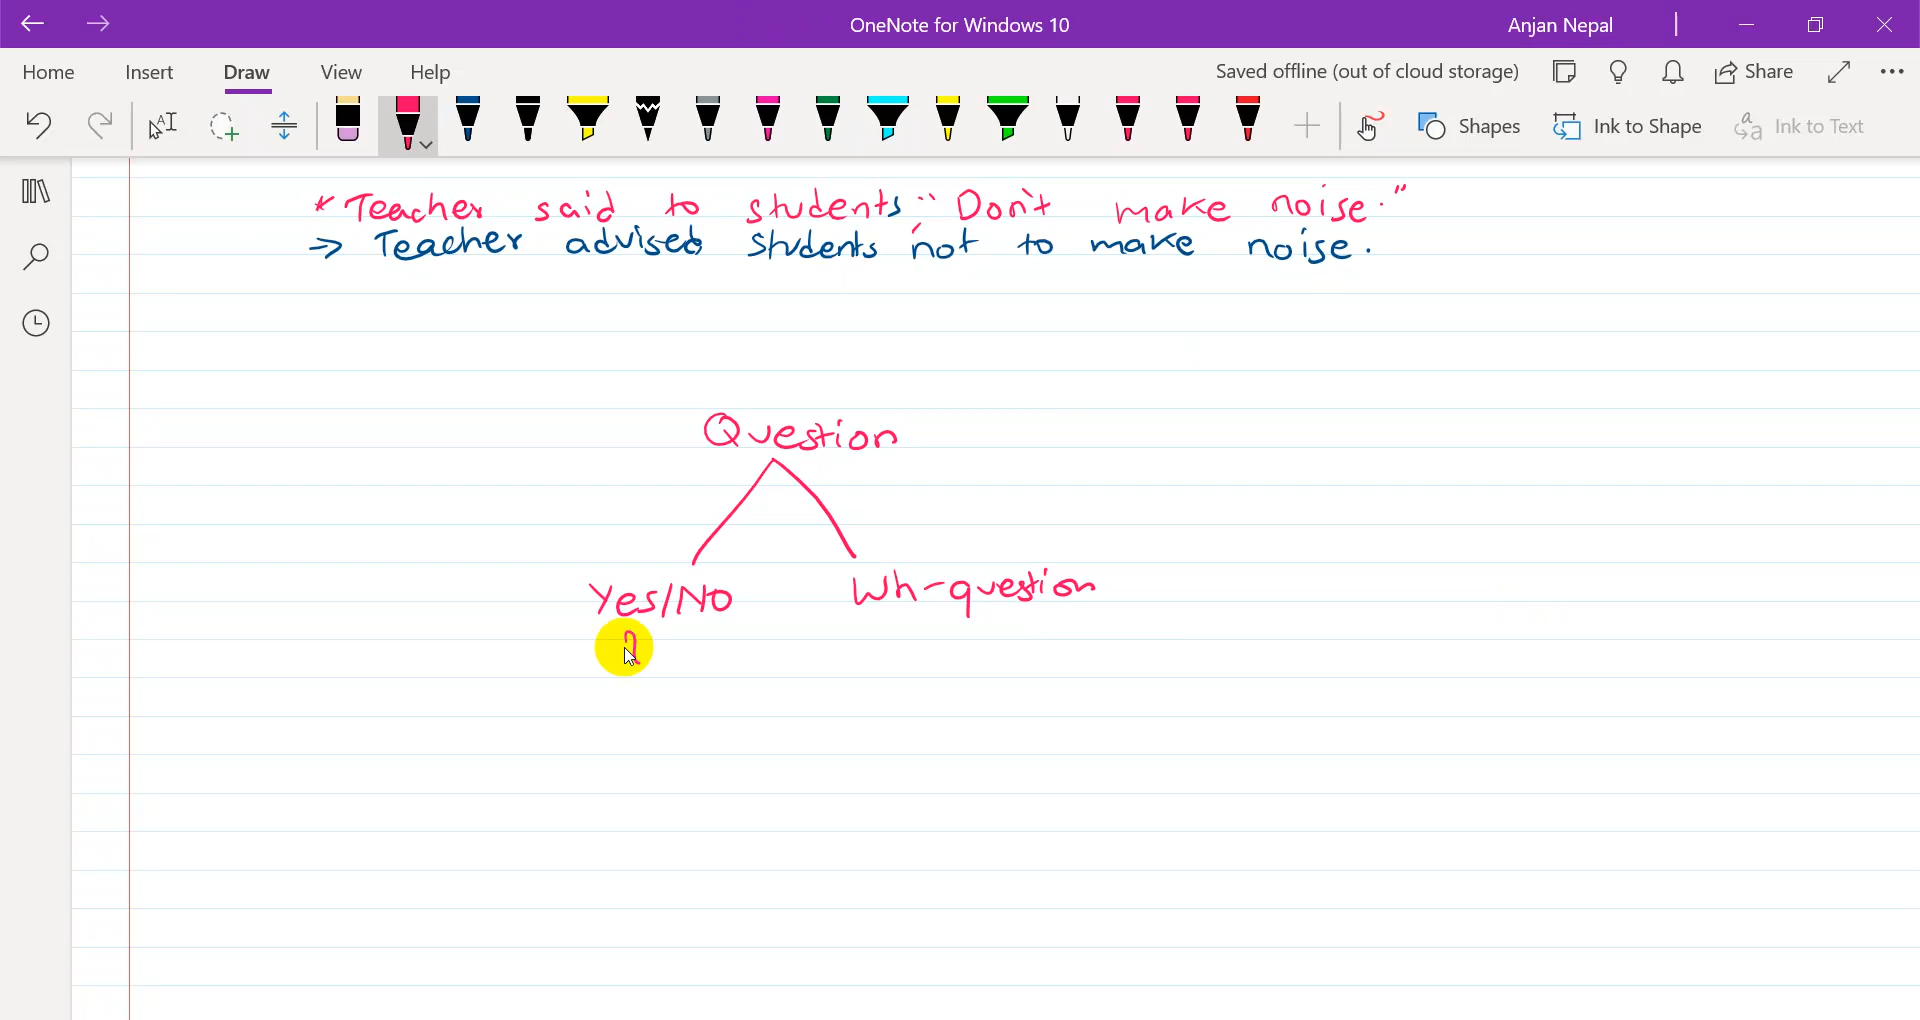 OneNote for Windows 10
Anjan Nepal
Home Insert Draw View Help
Saved offline (out of cloud storage) Share
Shapes Ink to Shape Ink to Text
* Teacher said to students: "Don't make noise."
→ Teacher advised students not to make noise.
Question
Yes/No Wh-question